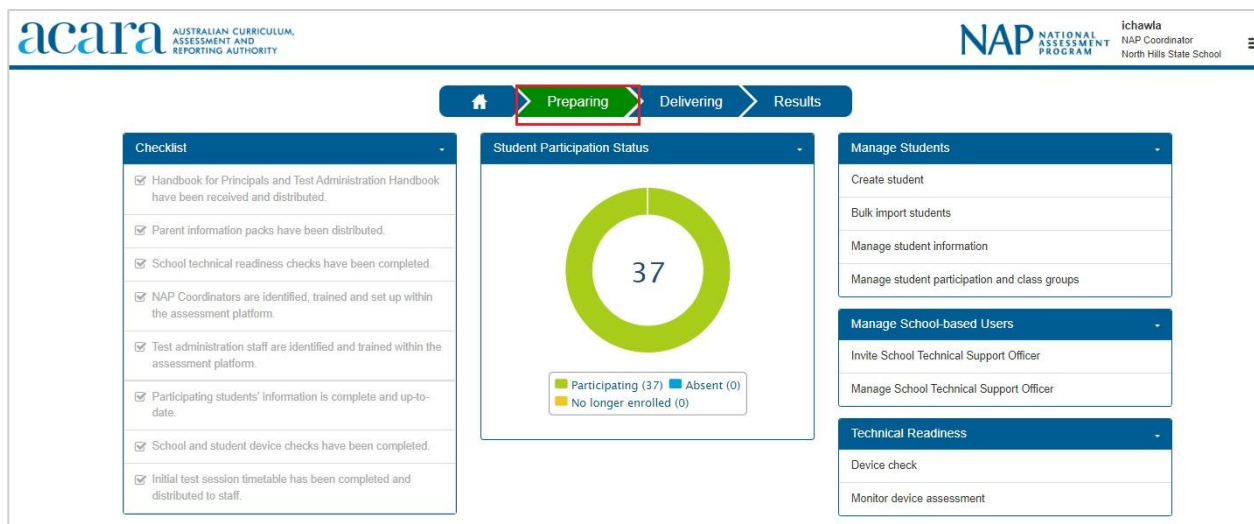 acara
AUSTRALIAN CURRICULUM,
ASSESSMENT AND
REPORTING AUTHORITY
NAP
NATIONAL
ASSESSMENT
PROGRAM
ichawla
NAP Coordinator
North Hills State School
Preparing
Delivering
Results
Checklist
Handbook for Principals and Test Administration Handbook
have been received and distributed.
Parent information packs have been distributed.
School technical readiness checks have been completed.
NAP Coordinators are identified, trained and set up within
the assessment platform.
Test administration staff are identified and trained within the
assessment platform.
Participating students' information is complete and up-to-
date.
School and student device checks have been completed.
Initial test session timetable has been completed and
distributed to staff.
Student Participation Status
37
Participating (37) Absent (0)
No longer enrolled (0)
Manage Students
Create student
Bulk import students
Manage student information
Manage student participation and class groups
Manage School-based Users
Invite School Technical Support Officer
Manage School Technical Support Officer
Technical Readiness
Device check
Monitor device assessment